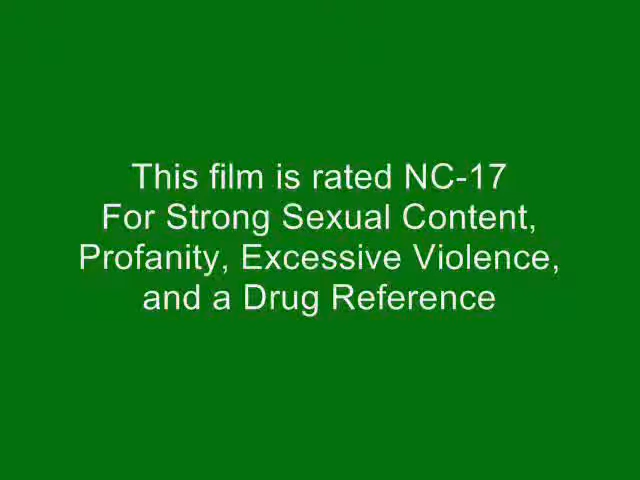 This film is rated NC-17
For Strong Sexual Content,
Profanity, Excessive Violence,
and a Drug Reference